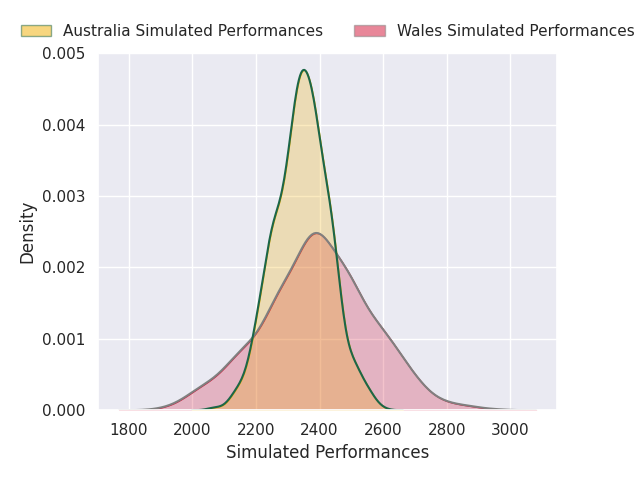 Australia Simulated Performances Wales Simulated Performances
0.005
0.004
0.003
0.002
0.001
0.000
Density
1800 2000 2200 2400 2600 2800 3000
Simulated Performances